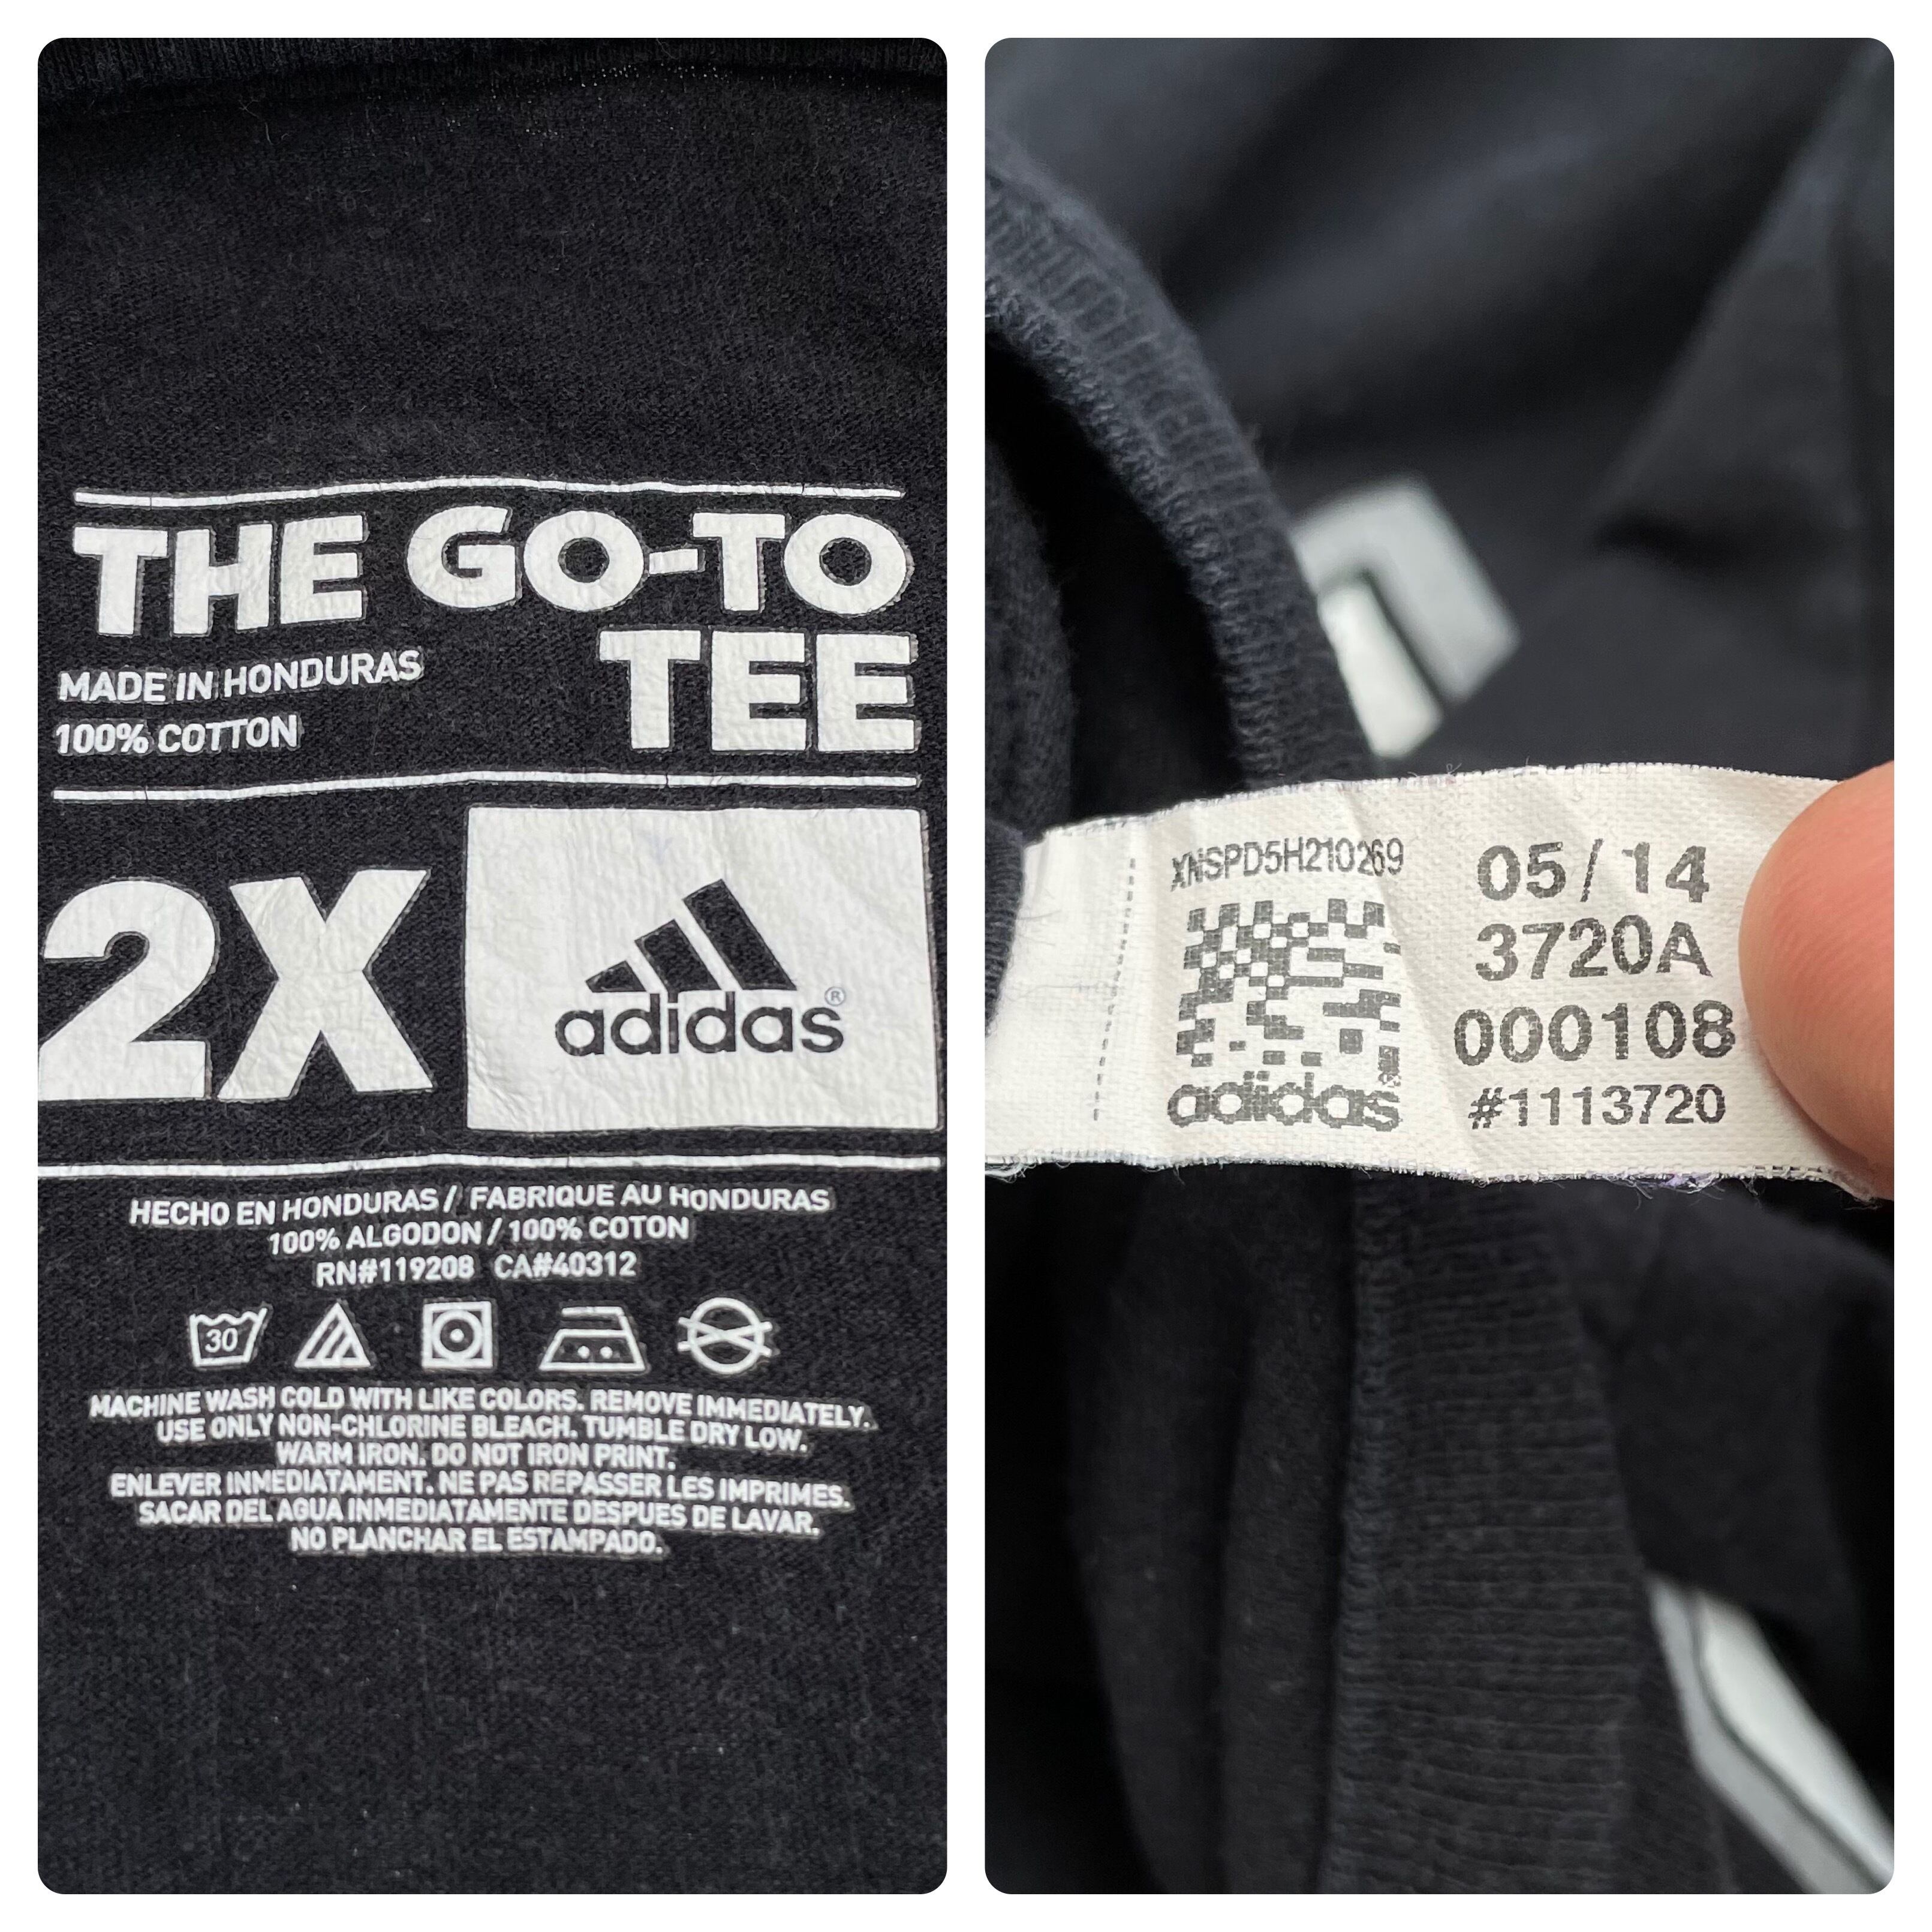 THE GO-TO
TEE
MADE IN HONDURAS
100% COTTON
2X
adidas®
HECHO EN HONDURAS / FABRIQUE AU HONDURAS
100% ALGODON / 100% COTON
RN#119208 CA#40312
30
MACHINE WASH COLD WITH LIKE COLORS. REMOVE IMMEDIATELY.
USE ONLY NON-CHLORINE BLEACH. TUMBLE DRY LOW.
WARM IRON. DO NOT IRON PRINT.
ENLEVER INMEDIATAMENT. NE PAS REPASSER LES IMPRIMES.
SACAR DEL AGUA INMEDIATAMENTE DESPUES DE LAVAR.
NO PLANCHAR EL ESTAMPADO.
XNSPD5H210269
adidas
05/14
3720A
000108
#1113720